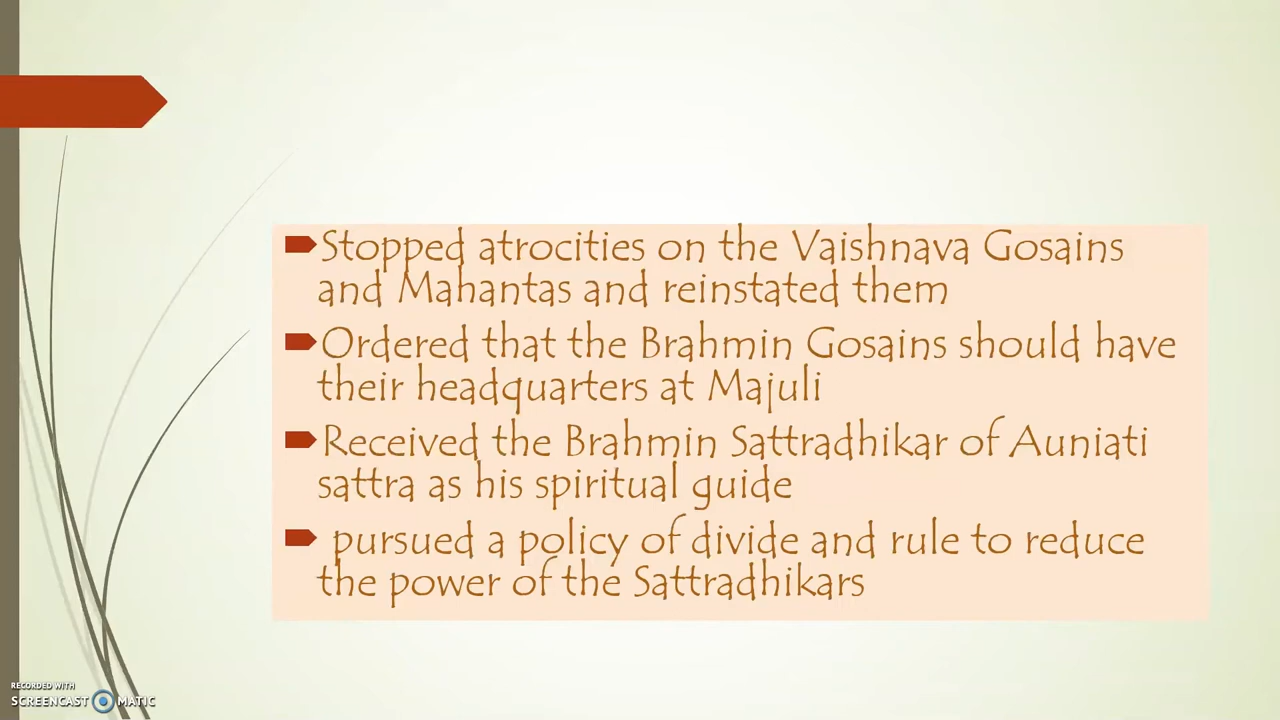 Stopped atrocities on the Vaishnava Gosains
and Mahantas and reinstated them
Ordered that the Brahmin Gosains should have
their headquarters at Majuli
Received the Brahmin Sattradhikar of Auniati
sattra as his spiritual guide
pursued a policy of divide and rule to reduce
the power of the Sattradhikars
RECORDED WITH
SCREENCAST MATIC